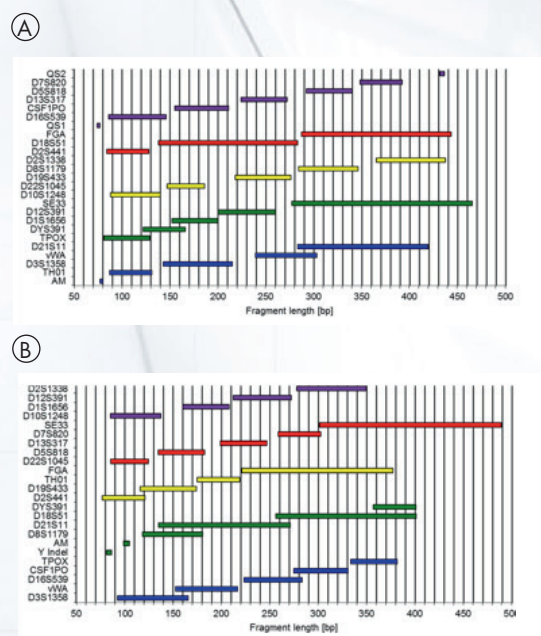 A
QS2
D7S820
D5S818
D13S317
CSF1PO
D16S539
QS1
FGA
D18S51
D2S441
D2S1338
D8S1179
D19S433
D22S1045
D10S1248
SE33
D12S391
D1S1656
DYS391
TPOX
D21S11
vWA
D3S1358
TH01
AM
50 100 150 200 250 300 350 400 450 500
Fragment length [bp]
B
D2S1338
D12S391
D1S1656
D10S1248
SE33
D7S820
D13S317
D5S818
D22S1045
FGA
TH01
D19S433
D2S441
DYS391
D18S51
D21S11
D8S1179
AM
Y Indel
TPOX
CSF1PO
D16S539
vWA
D3S1358
50 100 150 200 250 300 350 400 450 50
Fragment length [bp]